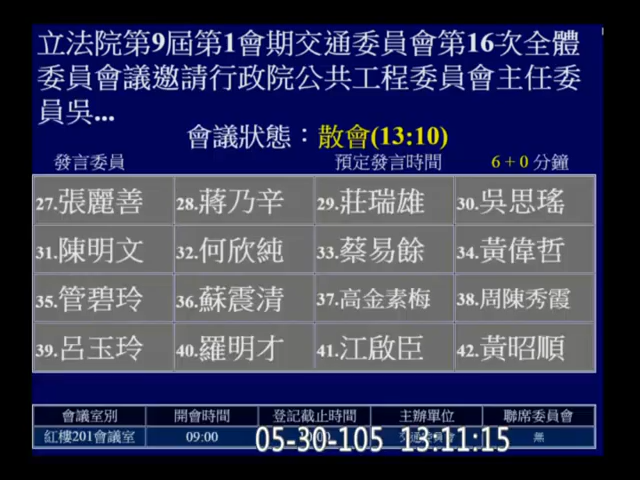 立法院第9屆第1會期交通委員會第16次全體
委員會議邀請行政院公共工程委員會主任委
員吳...
會議狀態：散會(13:10)
發言委員 預定發言時間 6 + 0 分鐘
27.張麗善 28.蔣乃辛 29.莊瑞雄 30.吳思瑤
31.陳明文 32.何欣純 33.蔡易餘 34.黃偉哲
35.管碧玲 36.蘇震清 37.高金素梅 38.周陳秀霞
39.呂玉玲 40.羅明才 41.江啟臣 42.黃昭順
會議室別 開會時間 登記截止時間 主辦單位 聯席委員會
紅樓201會議室 09:00 無
05-30-105 13:11:15